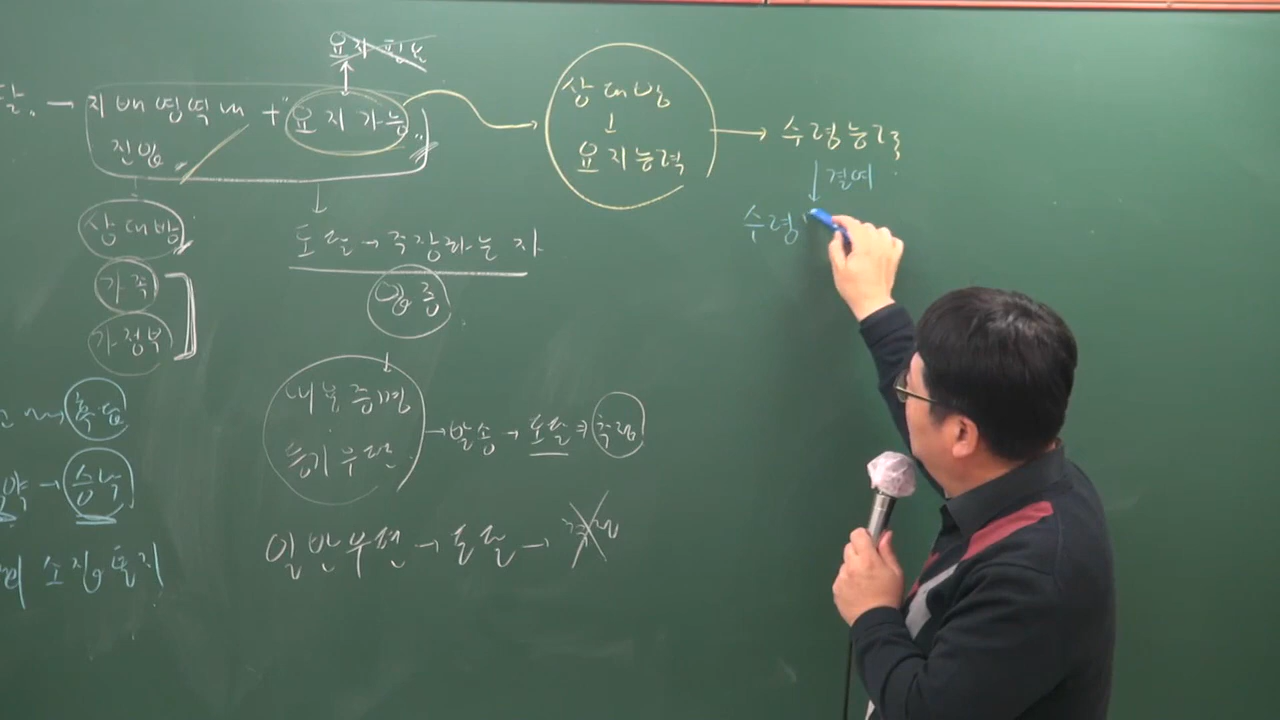 요지 필요
달. → 지배영역 내 + "요지가능"
진입
상대방
가족
가정부
도달 → 주장하는 자
입증
내용증명
등기우편
→ 발송 → 도달 ⇒ 추정
일반우편 → 도달 → 추정
상대방
↓
요지능력
→ 수령능력
↓ 결여
수령
→ 승낙
소집통지